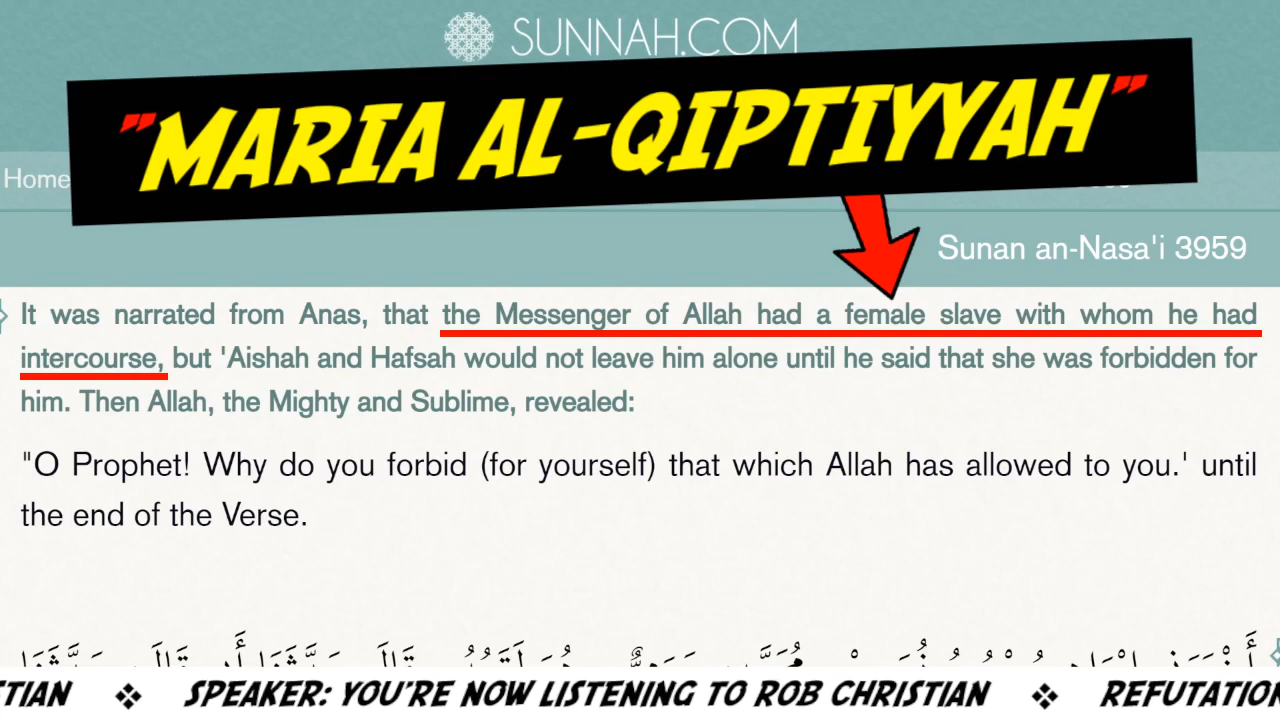 SUNNAH.COM
"MARIA AL-QIPTIYYAH"
Home
Sunan an-Nasa'i 3959
It was narrated from Anas, that the Messenger of Allah had a female slave with whom he had
intercourse, but 'Aishah and Hafsah would not leave him alone until he said that she was forbidden for
him. Then Allah, the Mighty and Sublime, revealed:
"O Prophet! Why do you forbid (for yourself) that which Allah has allowed to you.' until
the end of the Verse.
STIAN ❖ SPEAKER: YOU'RE NOW LISTENING TO ROB CHRISTIAN ❖ REFUTATION